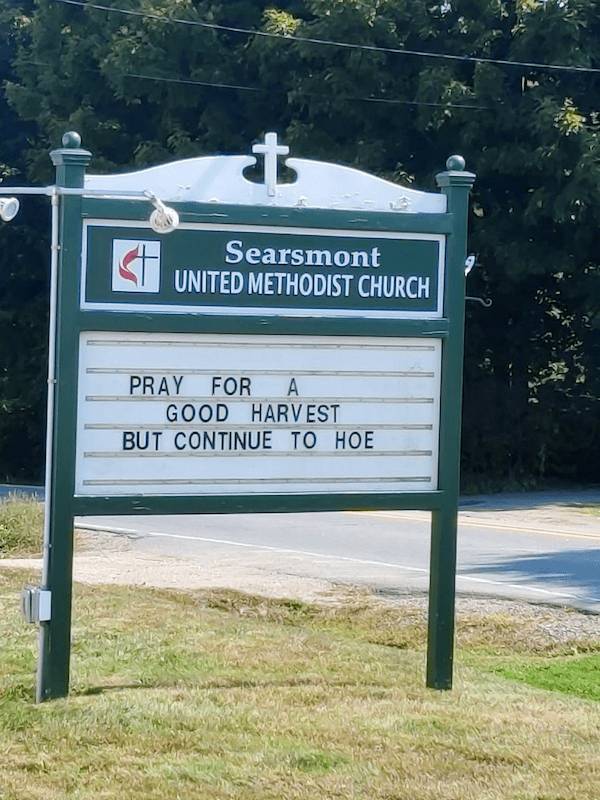 Searsmont
UNITED METHODIST CHURCH
PRAY FOR A
GOOD HARVEST
BUT CONTINUE TO HOE